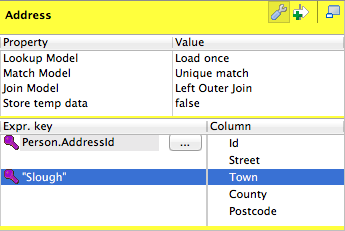 Address
Property Value
Lookup Model Load once
Match Model Unique match
Join Model Left Outer Join
Store temp data false
Expr. key Column
Person.AddressId ... Id
Street
"Slough" Town
County
Postcode